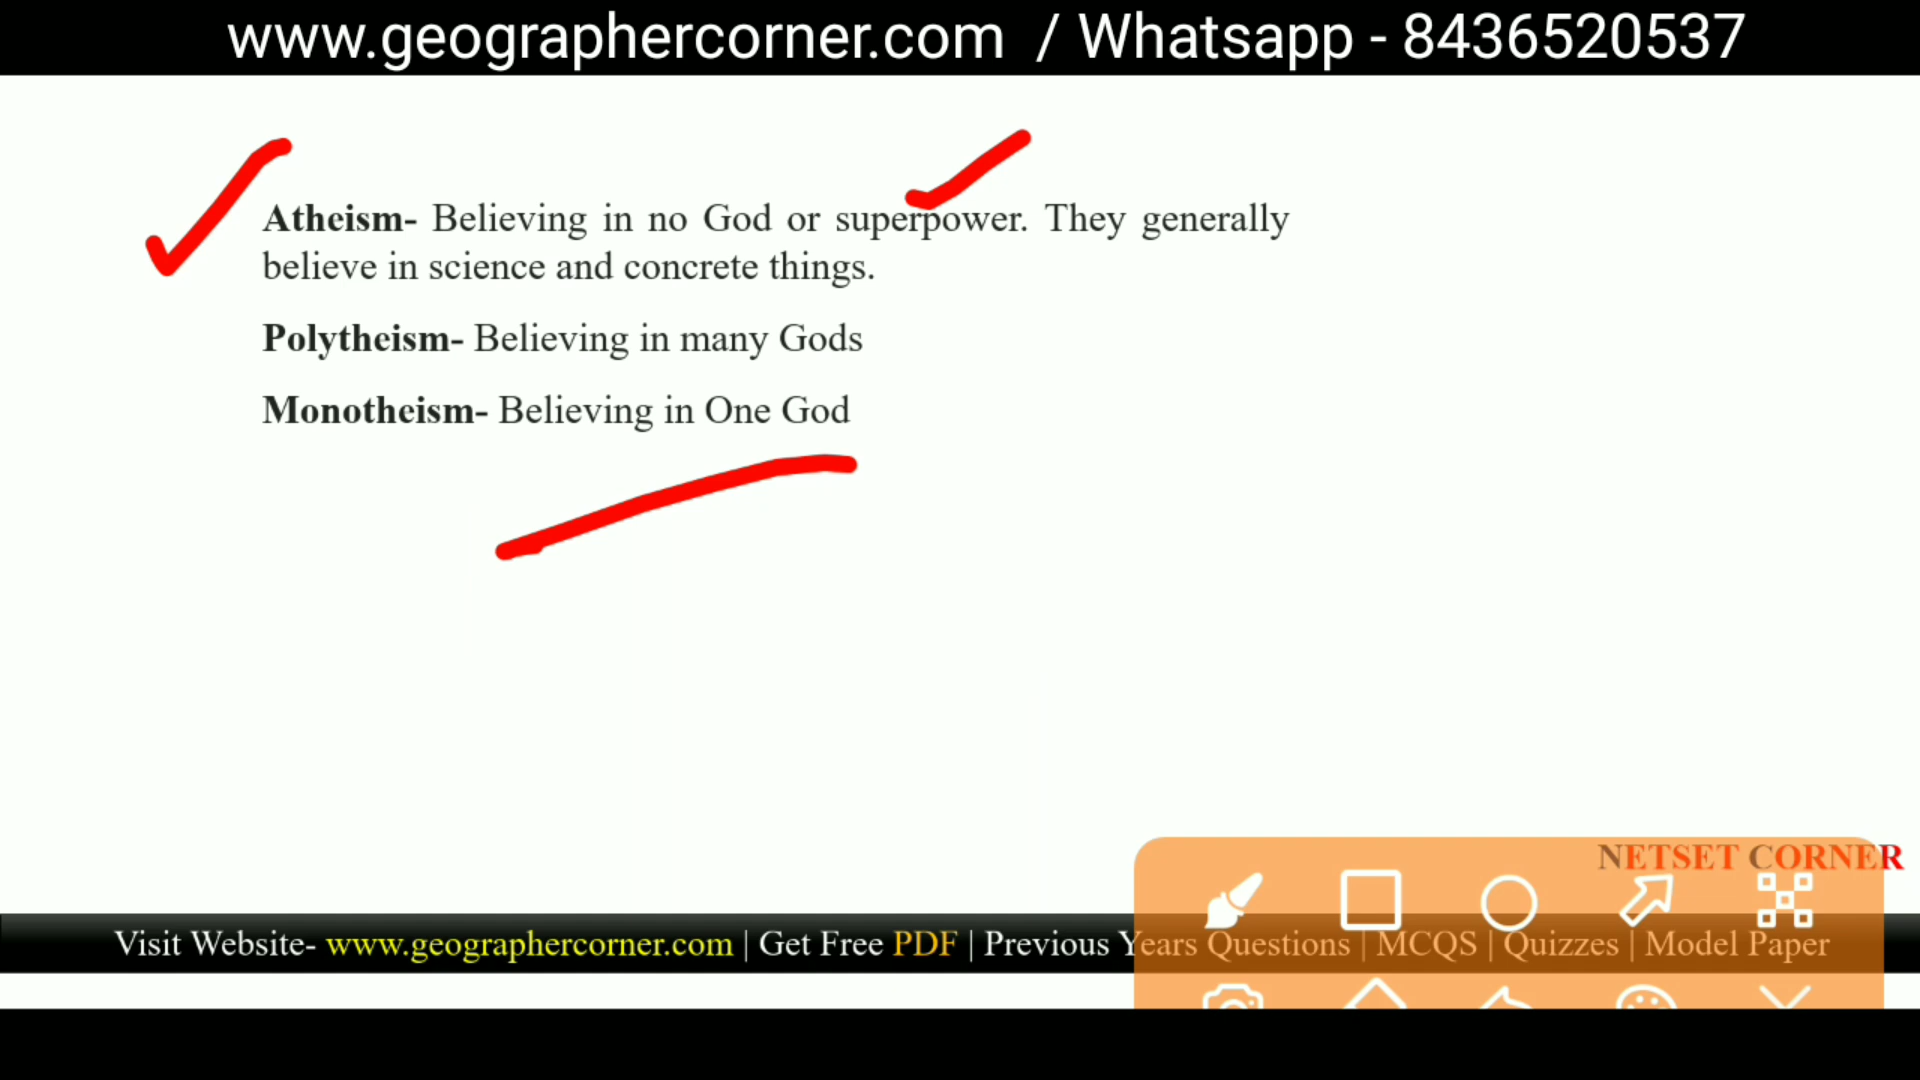 www.geographercorner.com / Whatsapp - 8436520537
Atheism- Believing in no God or superpower. They generally
believe in science and concrete things.
Polytheism- Believing in many Gods
Monotheism- Believing in One God
NETSET CORNER
Visit Website- www.geographercorner.com | Get Free PDF | Previous Years Questions | MCQS | Quizzes | Model Paper